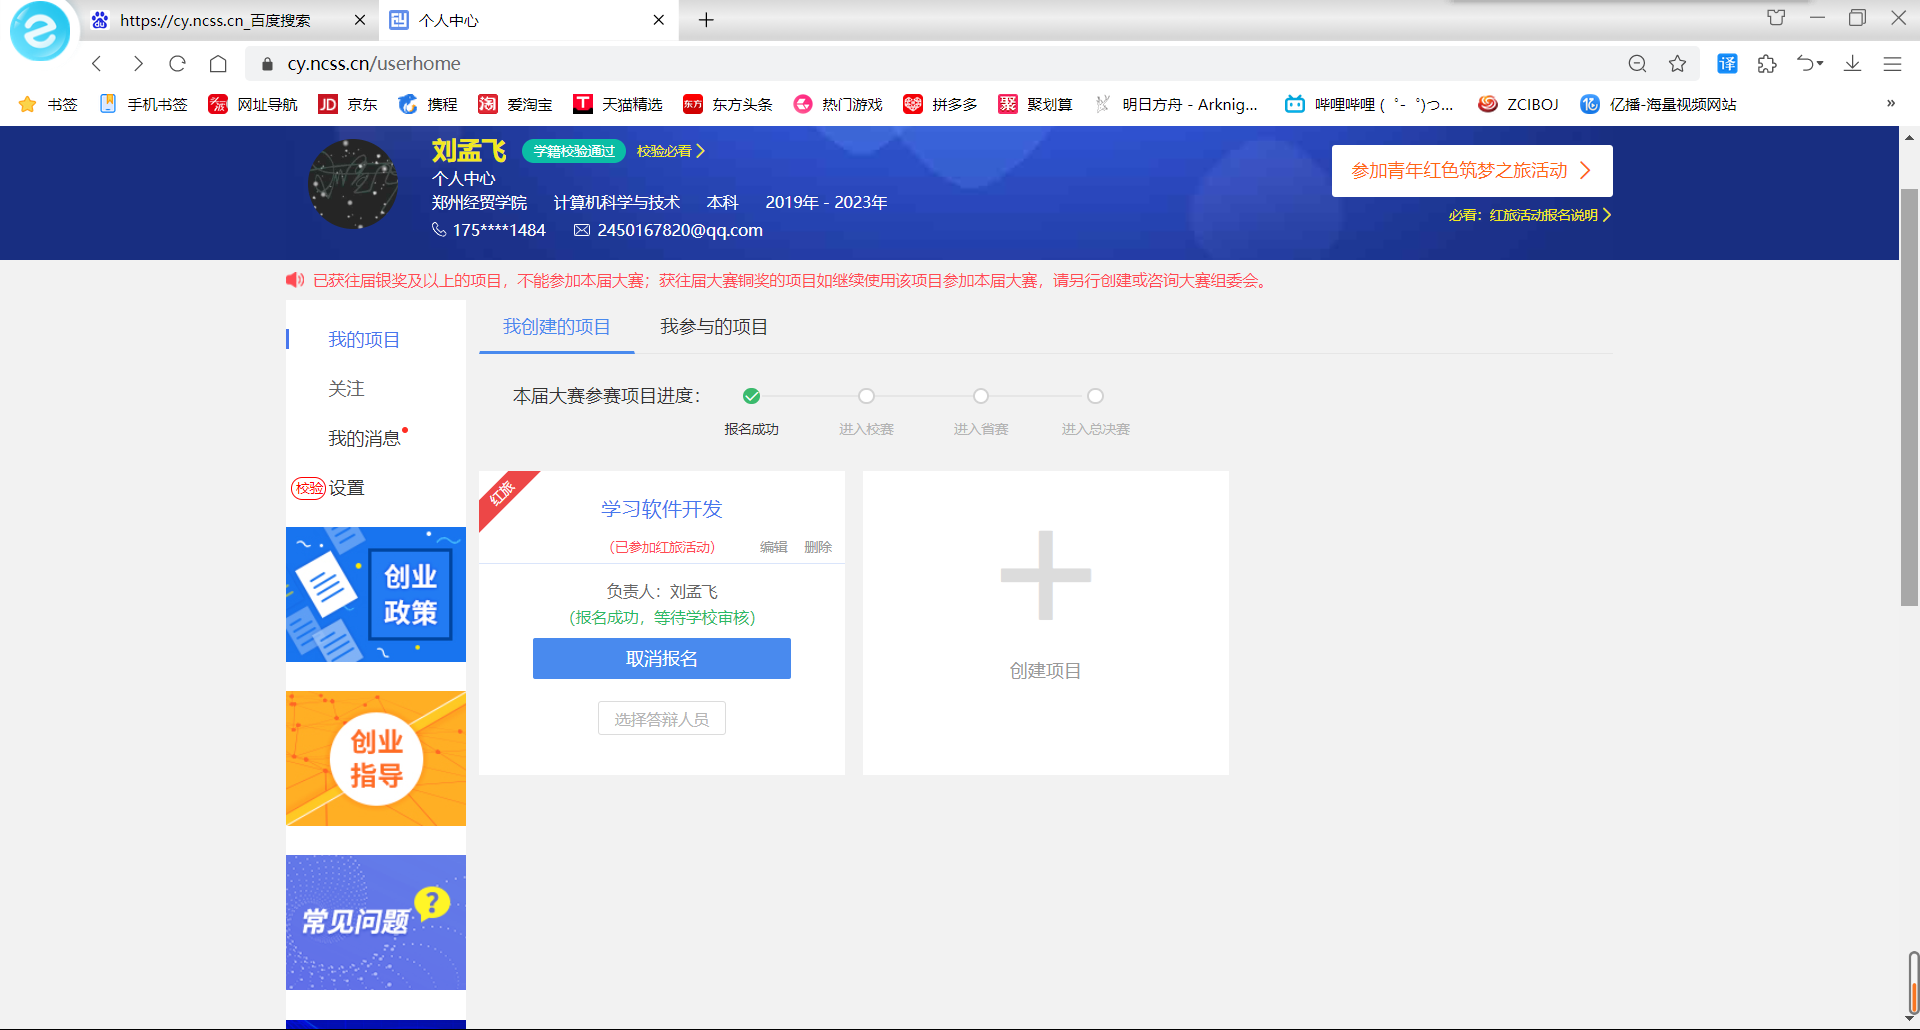 https://cy.ncss.cn_百度搜索
个人中心
cy.ncss.cn/userhome
译
书签
手机书签
网址导航
JD 京东
携程
淘 爱淘宝
T 天猫精选
东方 东方头条
热门游戏
拼多多
聚 聚划算
明日方舟 - Arknig...
哔哩哔哩 ( ゜- ゜)つ...
ZCIBOJ
亿播-海量视频网站
»
刘孟飞 学籍校验通过 校验必看
个人中心
郑州经贸学院 计算机科学与技术 本科 2019年 - 2023年
175****1484 2450167820@qq.com
参加青年红色筑梦之旅活动
必看：红旅活动报名说明
已获往届银奖及以上的项目，不能参加本届大赛；获往届大赛铜奖的项目如继续使用该项目参加本届大赛，请另行创建或咨询大赛组委会。
我的项目
关注
我的消息
校验 设置
创业
政策
创业
指导
常见问题 ?
我创建的项目 我参与的项目
本届大赛参赛项目进度：
报名成功 进入校赛 进入省赛 进入总决赛
红旅
学习软件开发
（已参加红旅活动） 编辑 删除
负责人：刘孟飞
（报名成功，等待学校审核）
取消报名
选择答辩人员
创建项目